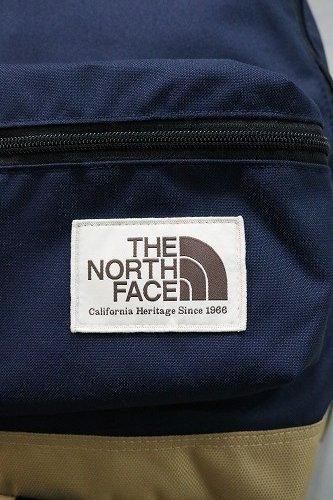 THE
NORTH
FACE
California Heritage Since 1966